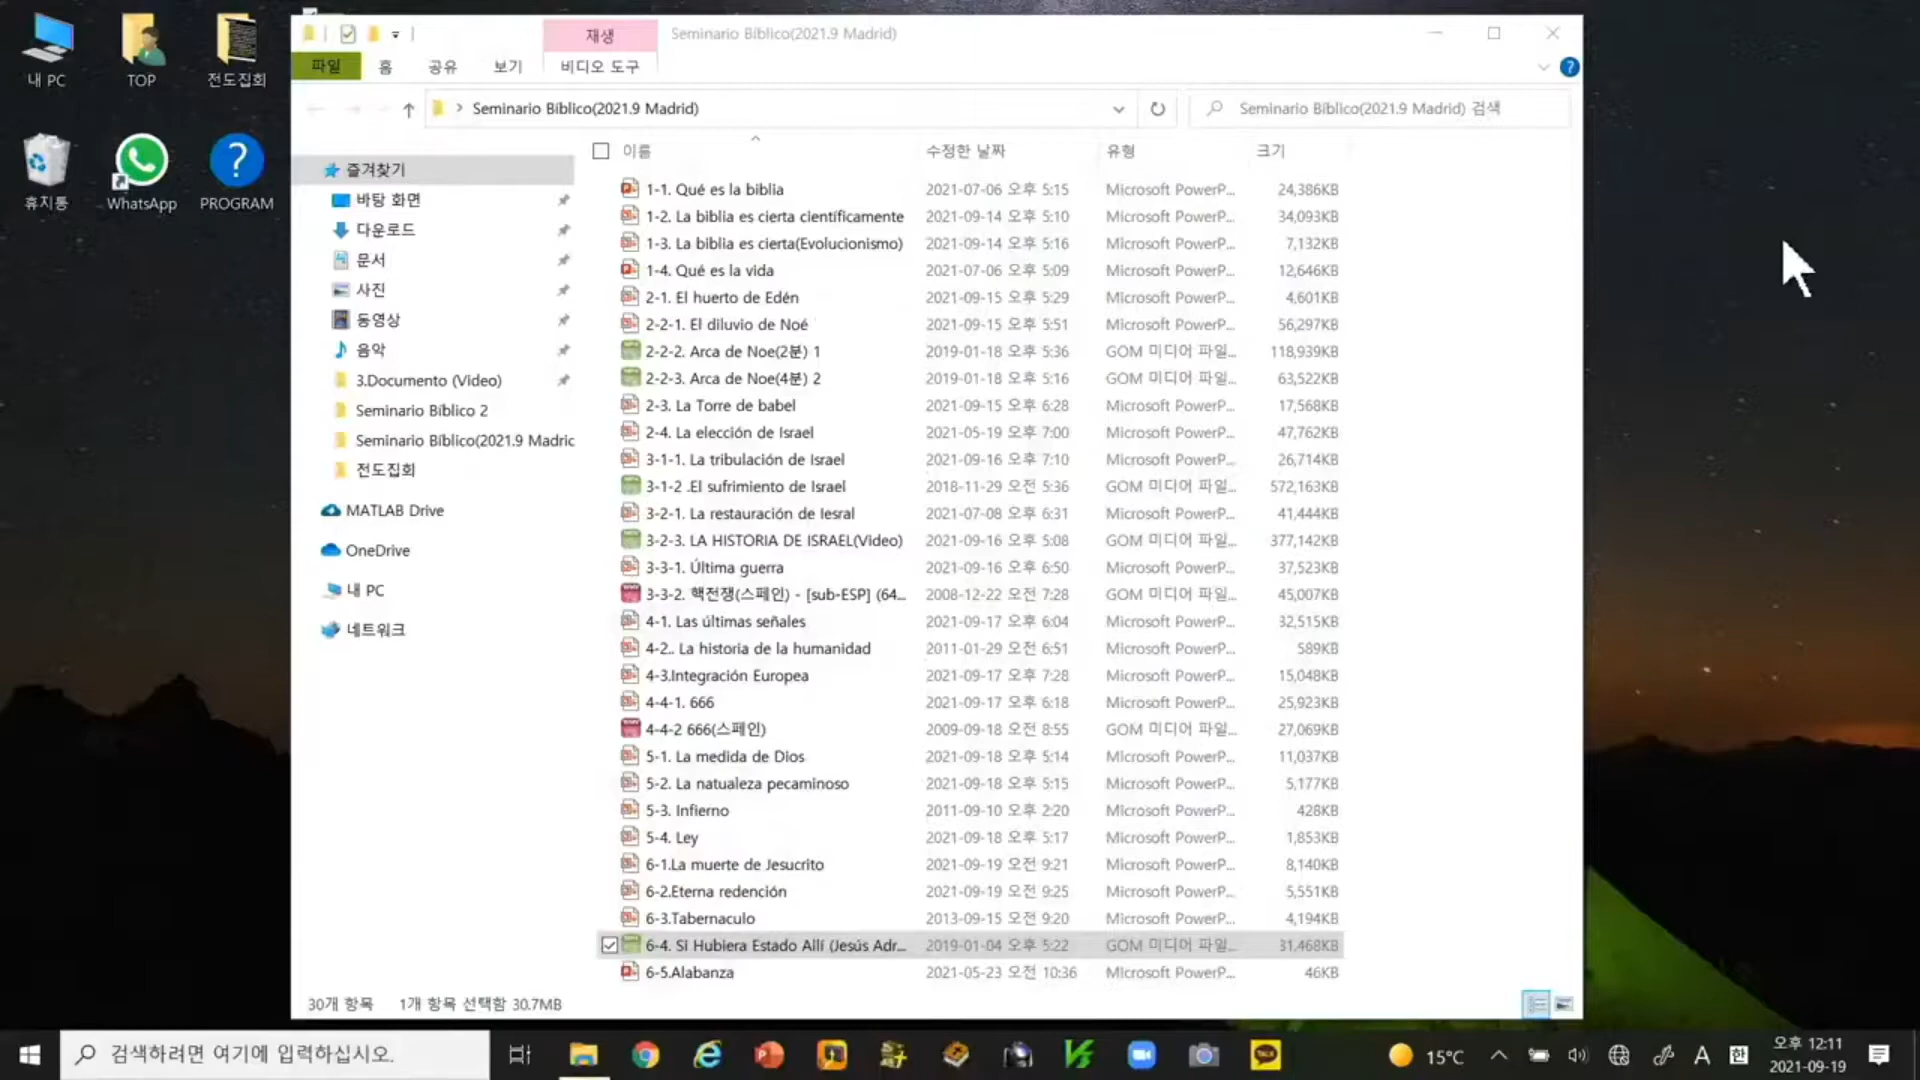 내 PC
TOP
전도집회
휴지통
WhatsApp
PROGRAM
재생
Seminario Bíblico(2021.9 Madrid)
파일
홈
공유
보기
비디오 도구
Seminario Bíblico(2021.9 Madrid)
Seminario Bíblico(2021.9 Madrid) 검색
즐겨찾기
바탕 화면
다운로드
문서
사진
동영상
음악
3.Documento (Video)
Seminario Bíblico 2
Seminario Bíblico(2021.9 Madric
전도집회
MATLAB Drive
OneDrive
내 PC
네트워크
이름 수정한 날짜 유형 크기
1-1. Qué es la biblia 2021-07-06 오후 5:15 Microsoft PowerP... 24,386KB
1-2. La biblia es cierta científicamente 2021-09-14 오후 5:10 Microsoft PowerP... 34,093KB
1-3. La biblia es cierta(Evolucionismo) 2021-09-14 오후 5:16 Microsoft PowerP... 7,132KB
1-4. Qué es la vida 2021-07-06 오후 5:09 Microsoft PowerP... 12,646KB
2-1. El huerto de Edén 2021-09-15 오후 5:29 Microsoft PowerP... 4,601KB
2-2-1. El diluvio de Noé 2021-09-15 오후 5:51 Microsoft PowerP... 56,297KB
2-2-2. Arca de Noe(2분) 1 2019-01-18 오후 5:36 GOM 미디어 파일... 118,939KB
2-2-3. Arca de Noe(4분) 2 2019-01-18 오후 5:16 GOM 미디어 파일... 63,522KB
2-3. La Torre de babel 2021-09-15 오후 6:28 Microsoft PowerP... 17,568KB
2-4. La elección de Israel 2021-05-19 오후 7:00 Microsoft PowerP... 47,762KB
3-1-1. La tribulación de Israel 2021-09-16 오후 7:10 Microsoft PowerP... 26,714KB
3-1-2 .El sufrimiento de Israel 2018-11-29 오전 5:36 GOM 미디어 파일... 572,163KB
3-2-1. La restauración de Iesral 2021-07-08 오후 6:31 Microsoft PowerP... 41,444KB
3-2-3. LA HISTORIA DE ISRAEL(Video) 2021-09-16 오후 5:08 GOM 미디어 파일... 377,142KB
3-3-1. Última guerra 2021-09-16 오후 6:50 Microsoft PowerP... 37,523KB
3-3-2. 핵전쟁(스페인) - [sub-ESP] (64... 2008-12-22 오전 7:28 GOM 미디어 파일... 45,007KB
4-1. Las últimas señales 2021-09-17 오후 6:04 Microsoft PowerP... 32,515KB
4-2.. La historia de la humanidad 2011-01-29 오전 6:51 Microsoft PowerP... 589KB
4-3.Integración Europea 2021-09-17 오후 7:28 Microsoft PowerP... 15,048KB
4-4-1. 666 2021-09-17 오후 6:18 Microsoft PowerP... 25,923KB
4-4-2 666(스페인) 2009-09-18 오전 8:55 GOM 미디어 파일... 27,069KB
5-1. La medida de Dios 2021-09-18 오후 5:14 Microsoft PowerP... 11,037KB
5-2. La natualeza pecaminoso 2021-09-18 오후 5:15 Microsoft PowerP... 5,177KB
5-3. Infierno 2011-09-10 오후 2:20 Microsoft PowerP... 428KB
5-4. Ley 2021-09-18 오후 5:17 Microsoft PowerP... 1,853KB
6-1.La muerte de Jesucrito 2021-09-19 오전 9:21 Microsoft PowerP... 8,140KB
6-2.Eterna redención 2021-09-19 오전 9:25 Microsoft PowerP... 5,551KB
6-3.Tabernaculo 2013-09-15 오전 9:20 Microsoft PowerP... 4,194KB
6-4. Si Hubiera Estado Allí (Jesús Adr... 2019-01-04 오후 5:22 GOM 미디어 파일... 31,468KB
6-5.Alabanza 2021-05-23 오전 10:36 Microsoft PowerP... 46KB
30개 항목 1개 항목 선택함 30.7MB
검색하려면 여기에 입력하십시오.
15℃
A
한
오후 12:11
2021-09-19